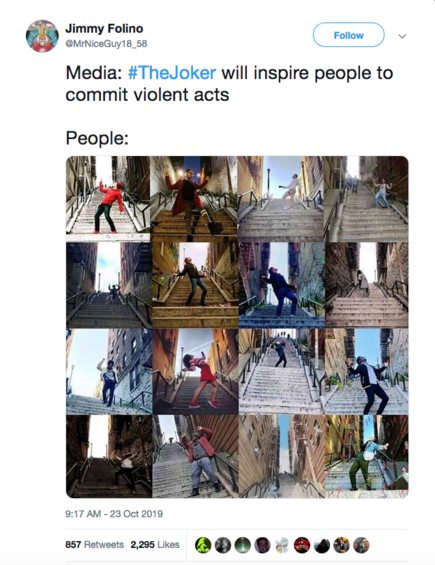 Jimmy Folino
@MrNiceGuy18_58
Follow
Media: #TheJoker will inspire people to
commit violent acts
People:
9:17 AM - 23 Oct 2019
857 Retweets 2,295 Likes